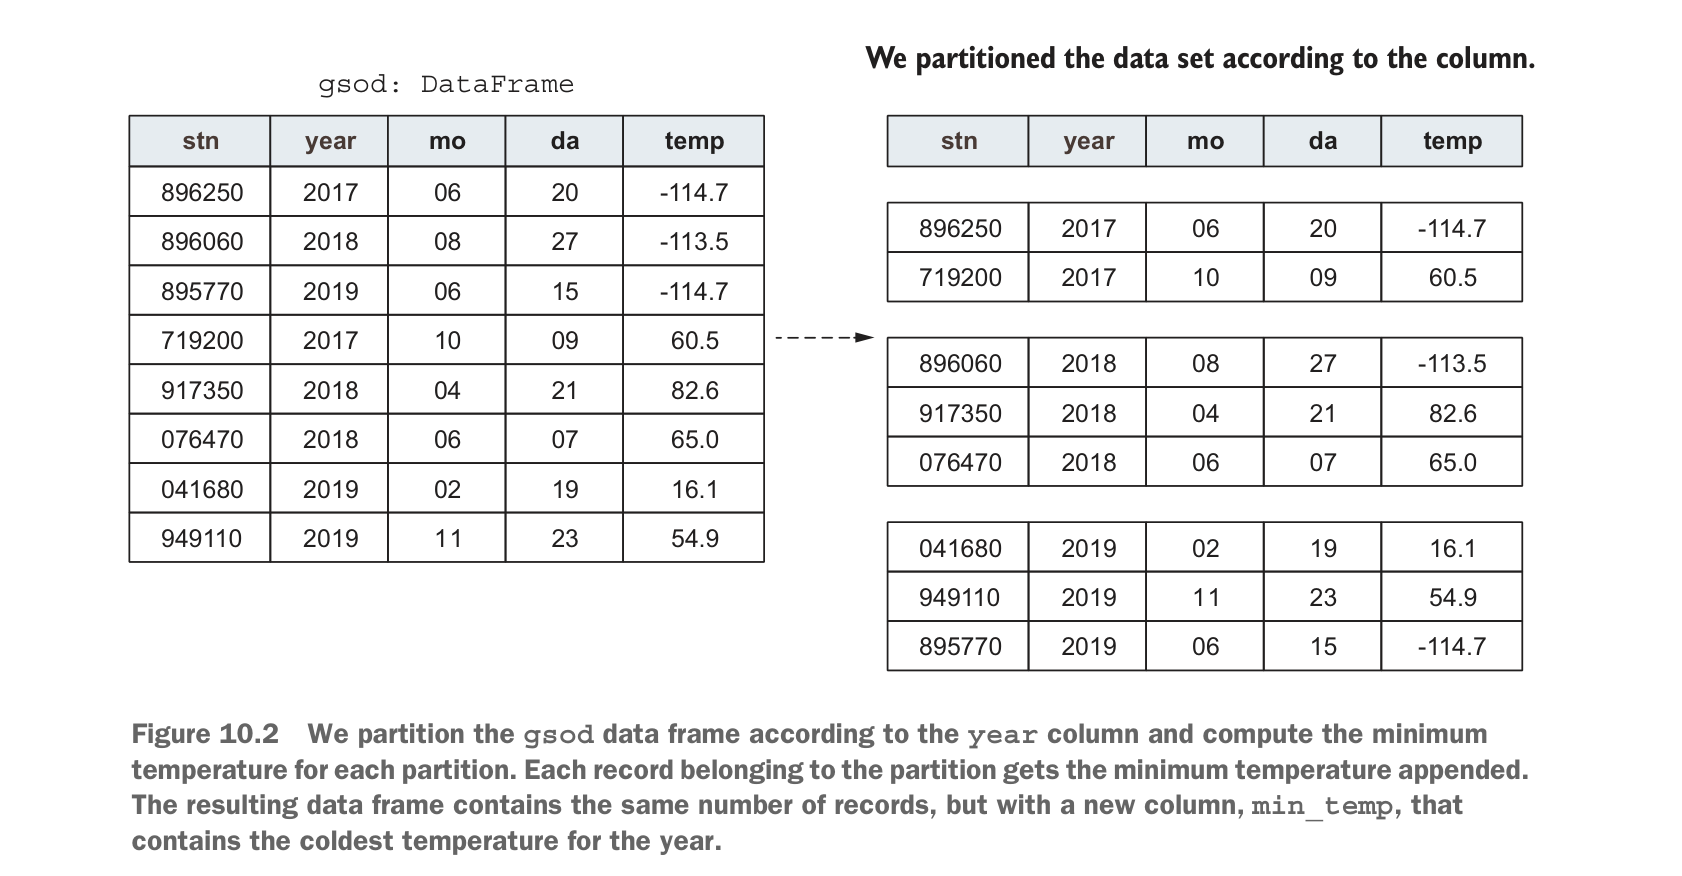 We partitioned the data set according to the column.
gsod: DataFrame
stn year mo da temp
896250 2017 06 20 -114.7
896060 2018 08 27 -113.5
895770 2019 06 15 -114.7
719200 2017 10 09 60.5
917350 2018 04 21 82.6
076470 2018 06 07 65.0
041680 2019 02 19 16.1
949110 2019 11 23 54.9
stn year mo da temp
896250 2017 06 20 -114.7
719200 2017 10 09 60.5
896060 2018 08 27 -113.5
917350 2018 04 21 82.6
076470 2018 06 07 65.0
041680 2019 02 19 16.1
949110 2019 11 23 54.9
895770 2019 06 15 -114.7
Figure 10.2 We partition the gsod data frame according to the year column and compute the minimum
temperature for each partition. Each record belonging to the partition gets the minimum temperature appended.
The resulting data frame contains the same number of records, but with a new column, min_temp, that
contains the coldest temperature for the year.